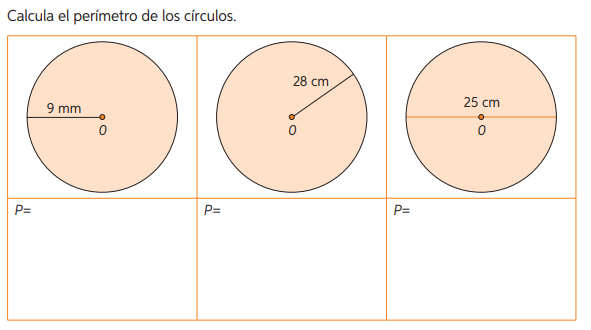 Calcula el perímetro de los círculos.
9 mm
O
28 cm
O
25 cm
O
P=
P=
P=